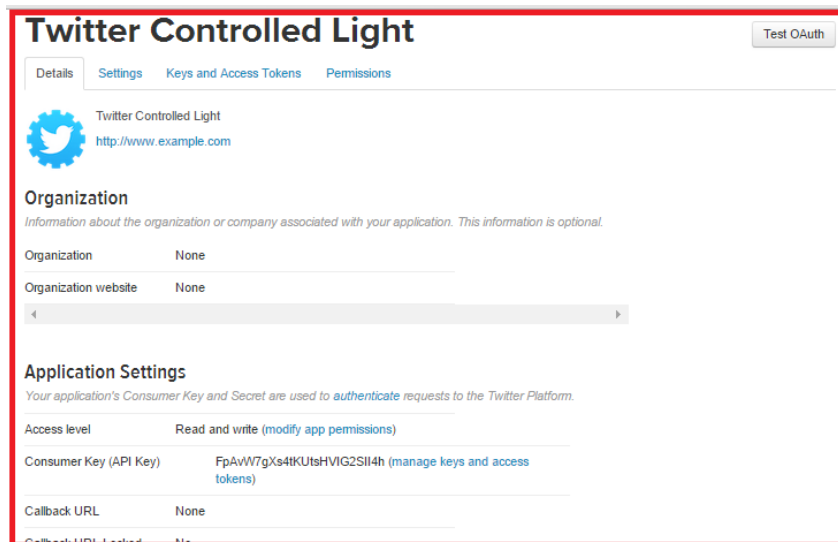 Twitter Controlled Light
Test OAuth
Details Settings Keys and Access Tokens Permissions
Twitter Controlled Light
http://www.example.com
Organization
Information about the organization or company associated with your application. This information is optional.
Organization None
Organization website None
Application Settings
Your application's Consumer Key and Secret are used to authenticate requests to the Twitter Platform.
Access level Read and write (modify app permissions)
Consumer Key (API Key) FpAvW7gXs4tKUtsHVIG2SII4h (manage keys and access
tokens)
Callback URL None
Callback URL Locked No